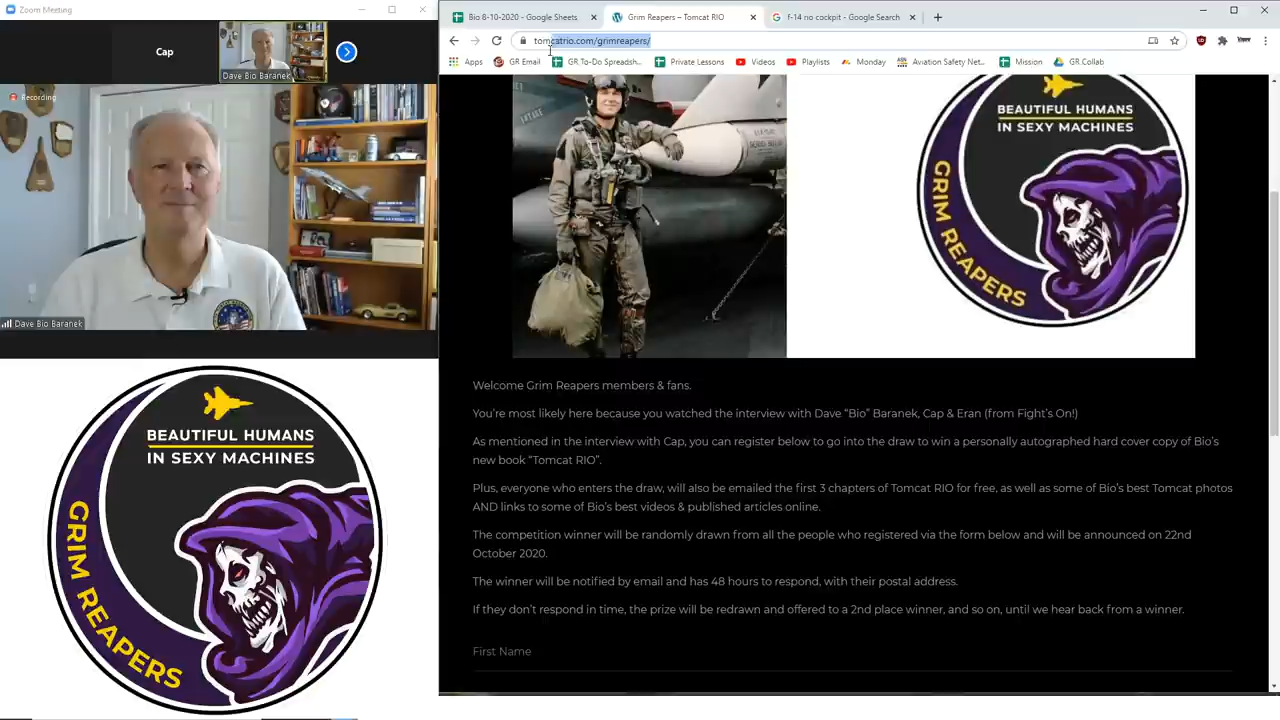 Zoom Meeting
Cap
Dave Bio Baranek
Recording
Dave Bio Baranek
BEAUTIFUL HUMANS
IN SEXY MACHINES
GRIM REAPERS
Bio 8-10-2020 - Google Sheets
Grim Reapers – Tomcat RIO
f-14 no cockpit - Google Search
tomcatrio.com/grimreapers/
Apps
GR Email
GR To-Do Spreadsh...
Private Lessons
Videos
Playlists
Monday
Aviation Safety Net...
Mission
GR Collab
BEAUTIFUL HUMANS
IN SEXY MACHINES
GRIM REAPERS
Welcome Grim Reapers members & fans.
You're most likely here because you watched the interview with Dave “Bio” Baranek, Cap & Eran (from Fight's On!)
As mentioned in the interview with Cap, you can register below to go into the draw to win a personally autographed hard cover copy of Bio's
new book “Tomcat RIO”.
Plus, everyone who enters the draw, will also be emailed the first 3 chapters of Tomcat RIO for free, as well as some of Bio's best Tomcat photos
AND links to some of Bio's best videos & published articles online.
The competition winner will be randomly drawn from all the people who registered via the form below and will be announced on 22nd
October 2020.
The winner will be notified by email and has 48 hours to respond, with their postal address.
If they don't respond in time, the prize will be redrawn and offered to a 2nd place winner, and so on, until we hear back from a winner.
First Name